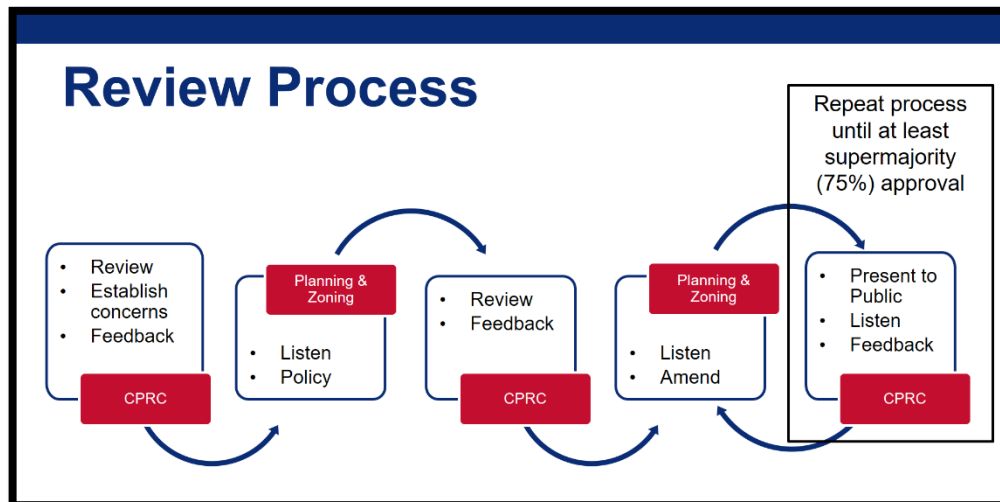 Review Process
Repeat process
until at least
supermajority
(75%) approval
• Review
• Establish
concerns
• Feedback
CPRC
Planning &
Zoning
• Listen
• Policy
• Review
• Feedback
CPRC
Planning &
Zoning
• Listen
• Amend
• Present to
Public
• Listen
• Feedback
CPRC